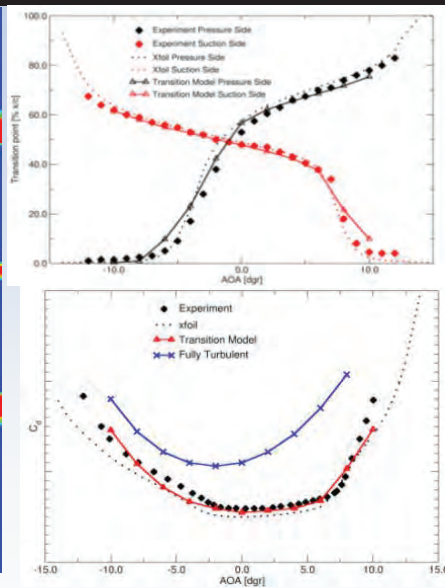 100.0
80.0
60.0
40.0
20.0
0.0
Transition point [% x/c]
Experiment Pressure Side
Experiment Suction Side
Xfoil Pressure Side
Xfoil Suction Side
Transition Model Pressure Side
Transition Model Suction Side
-10.0 0.0 10.0
AOA [dgr]
Cd
Experiment
xfoil
Transition Model
Fully Turbulent
-15.0 -10.0 -5.0 0.0 5.0 10.0 15.0
AOA [dgr]